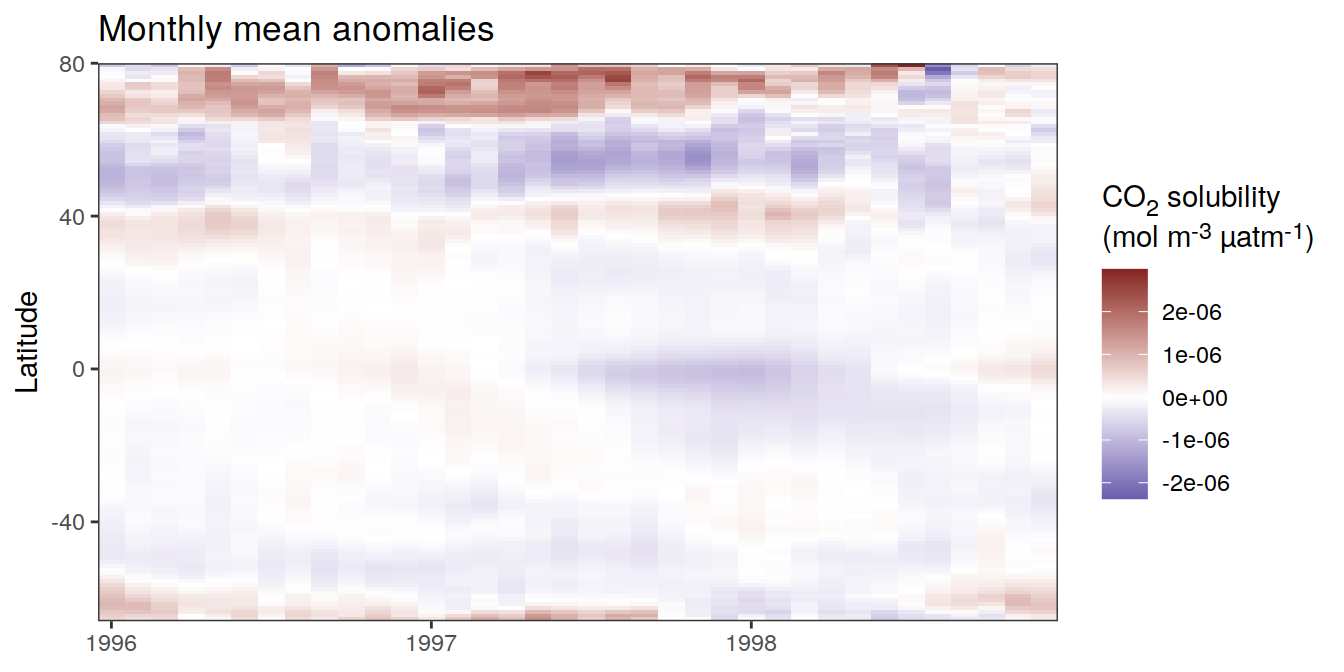 Monthly mean anomalies
80
40
0
-40
Latitude
1996
1997
1998
CO₂ solubility
(mol m⁻³ µatm⁻¹)
2e-06
1e-06
0e+00
-1e-06
-2e-06